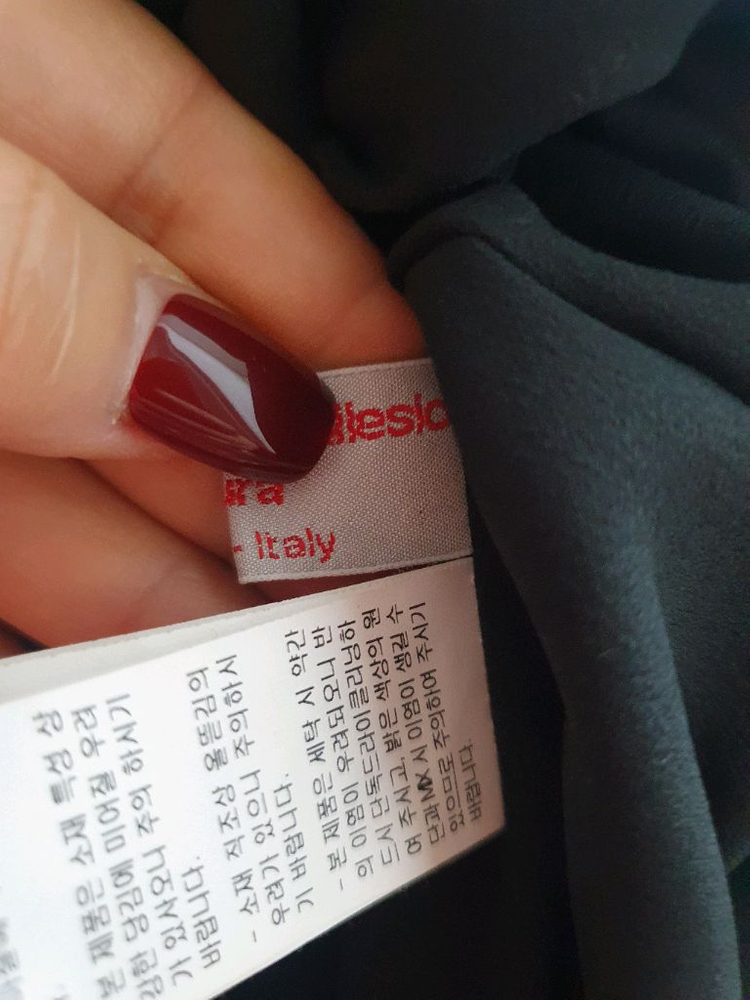 - Italy
본 제품은 소재 특성 상
강한 당김에 미어질 우려
가 있사오니 주의 하시기
바랍니다.
- 소재 직조상 올뜯김의
우려가 있으니 주의하시
기 바랍니다.
- 본 제품은 세탁 시 약간
의 이염이 우려되오니 반
드시 단독드라이클리닝하
여 주시고, 밝은 색상의 원
단과 MIX 시 이염이 생길 수
있으므로 주의하여 주시기
바랍니다.